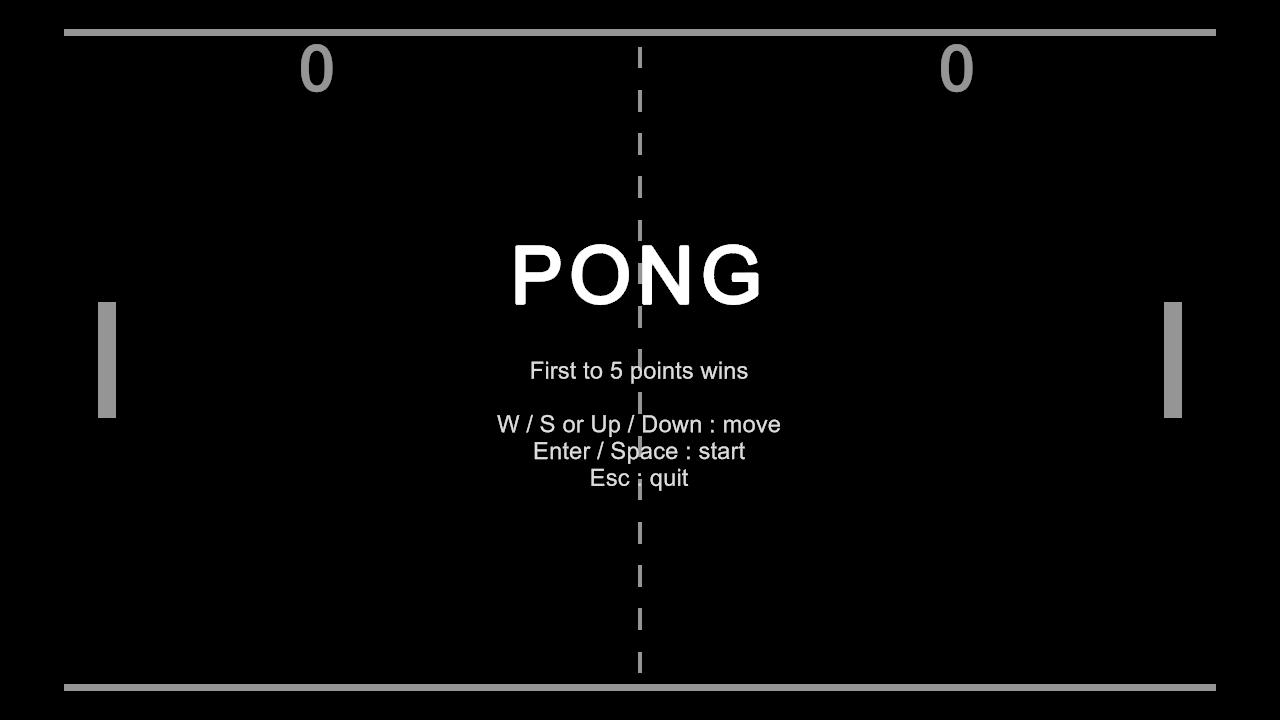 0 0
PONG
First to 5 points wins
W / S or Up / Down : move
Enter / Space : start
Esc : quit